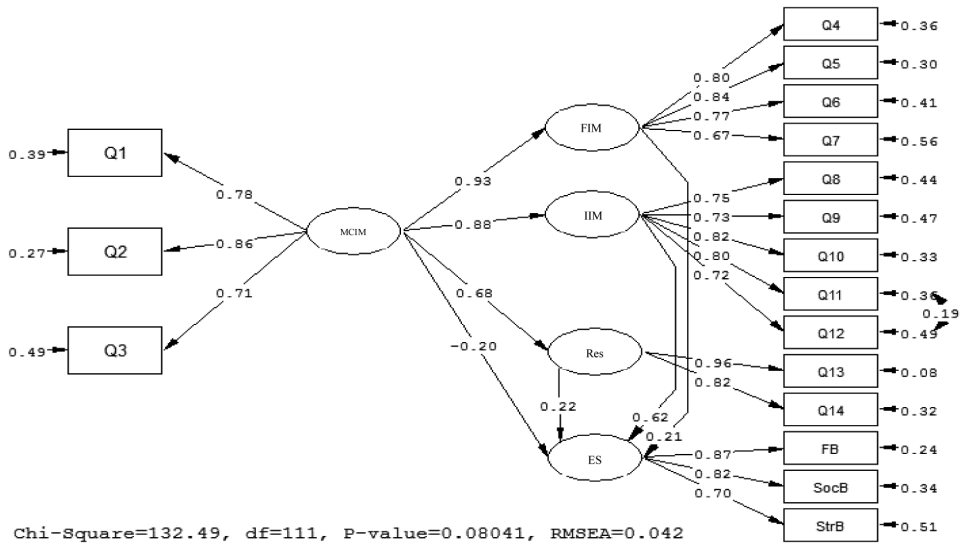 Q4 0.36
0.80
Q5 0.30
0.84
Q6 0.41
0.77
FIM
0.67
Q7 0.56
0.39 Q1
Q8 0.44
0.93
0.75
0.78
IIM
0.73
Q9 0.47
0.88
MCIM
0.82
0.86
0.27 Q2
Q10 0.33
0.80
0.72
0.71
0.68
Q11 0.36
0.19
Q12 0.49
-0.20
0.49 Q3
Res
0.96
Q13 0.08
0.82
0.22
Q14 0.32
0.62
0.21
FB 0.24
0.87
ES
0.82
SocB 0.34
0.70
StrB 0.51
Chi-Square=132.49, df=111, P-value=0.08041, RMSEA=0.042